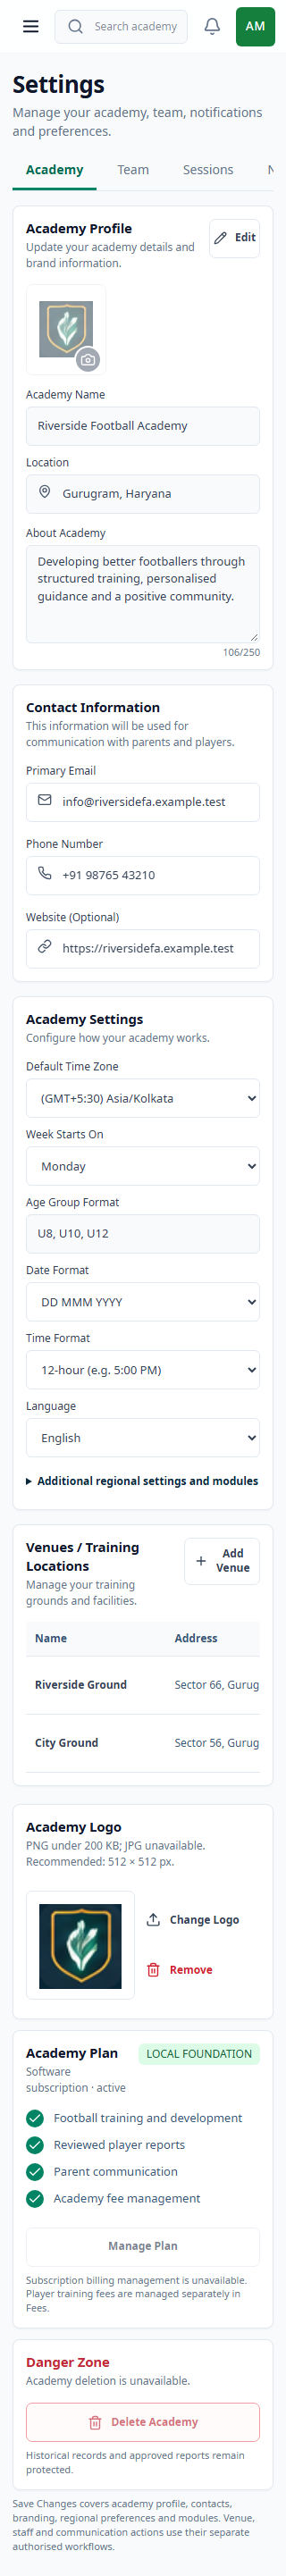 Search academy
AM
Settings
Manage your academy, team, notifications
and preferences.
Academy
Team
Sessions
Academy Profile
Update your academy details and
brand information.
Edit
Academy Name
Riverside Football Academy
Location
Gurugram, Haryana
About Academy
Developing better footballers through
structured training, personalised
guidance and a positive community.
106/250
Contact Information
This information will be used for
communication with parents and players.
Primary Email
info@riversidefa.example.test
Phone Number
+91 98765 43210
Website (Optional)
https://riversidefa.example.test
Academy Settings
Configure how your academy works.
Default Time Zone
(GMT+5:30) Asia/Kolkata
Week Starts On
Monday
Age Group Format
U8, U10, U12
Date Format
DD MMM YYYY
Time Format
12-hour (e.g. 5:00 PM)
Language
English
Additional regional settings and modules
Venues / Training
Locations
Manage your training
grounds and facilities.
Add
Venue
Name Address
Riverside Ground Sector 66, Gurug
City Ground Sector 56, Gurug
Academy Logo
PNG under 200 KB; JPG unavailable.
Recommended: 512 × 512 px.
Change Logo
Remove
Academy Plan
LOCAL FOUNDATION
Software
subscription · active
Football training and development
Reviewed player reports
Parent communication
Academy fee management
Manage Plan
Subscription billing management is unavailable.
Player training fees are managed separately in
Fees.
Danger Zone
Academy deletion is unavailable.
Delete Academy
Historical records and approved reports remain
protected.
Save Changes covers academy profile, contacts,
branding, regional preferences and modules. Venue,
staff and communication actions use their separate
authorised workflows.